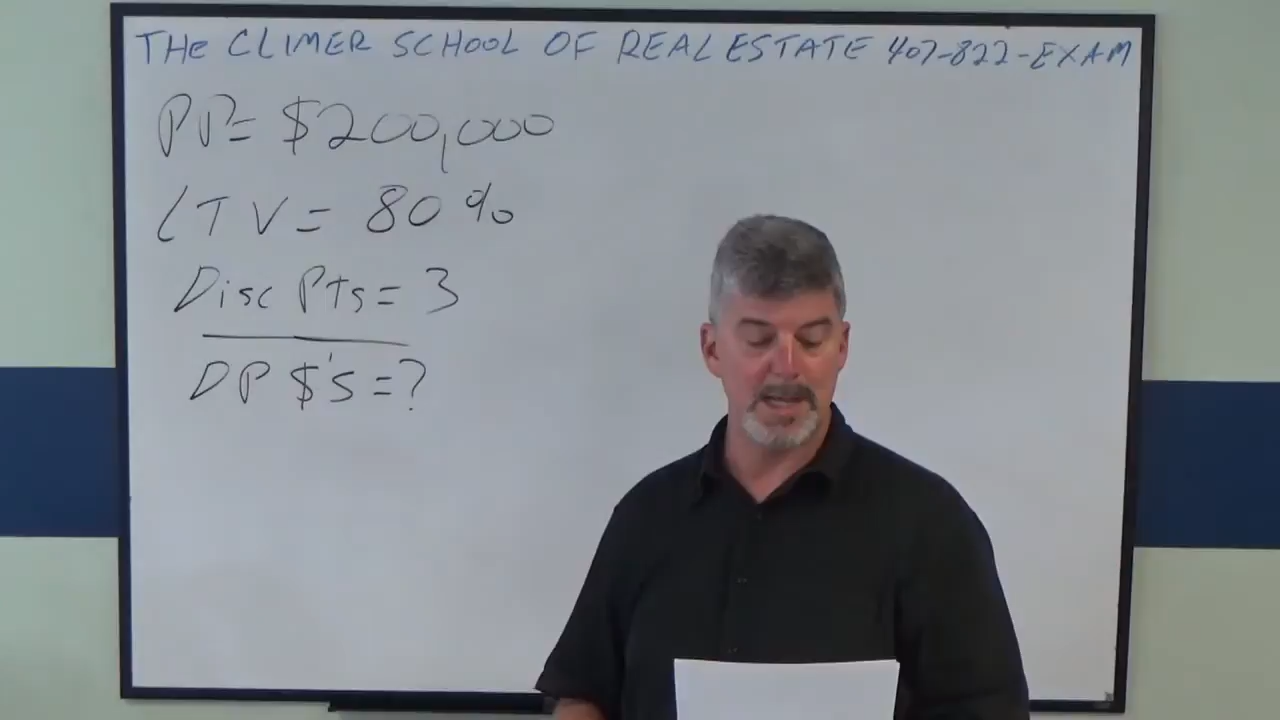 THE CLIMER SCHOOL OF REAL ESTATE 407-822-EXAM
PP= $200,000
LTV= 80%
Disc Pts= 3
DP $'s =?